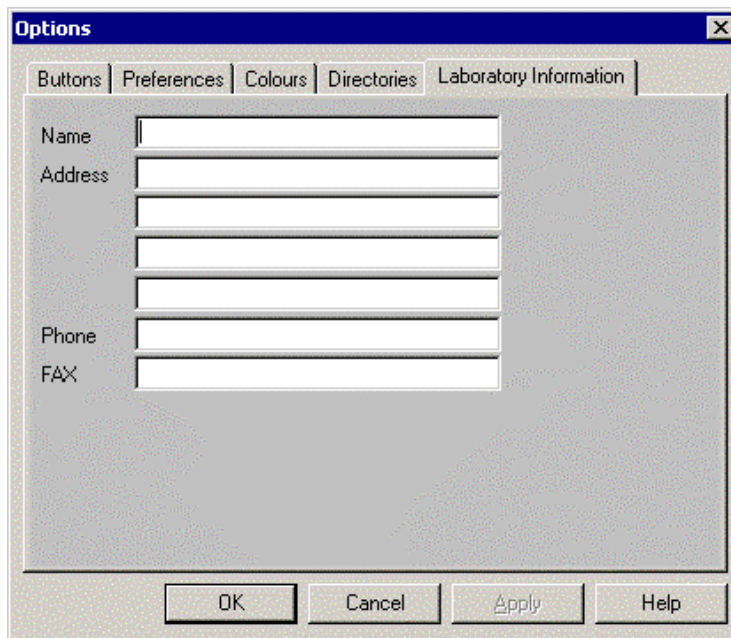 Options
Buttons Preferences Colours Directories Laboratory Information
Name
Address
Phone
FAX
OK Cancel Apply Help